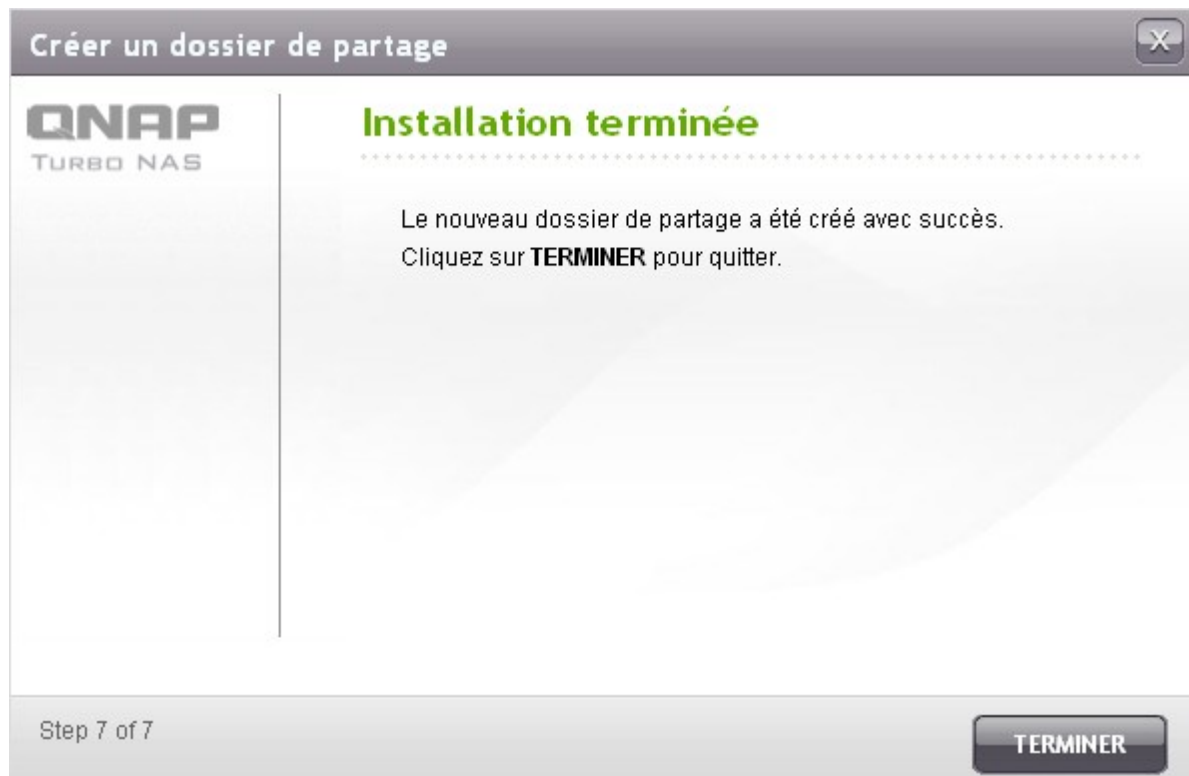 Créer un dossier de partage
X
QNAP
TURBO NAS
Installation terminée
Le nouveau dossier de partage a été créé avec succès.
Cliquez sur TERMINER pour quitter.
Step 7 of 7
TERMINER